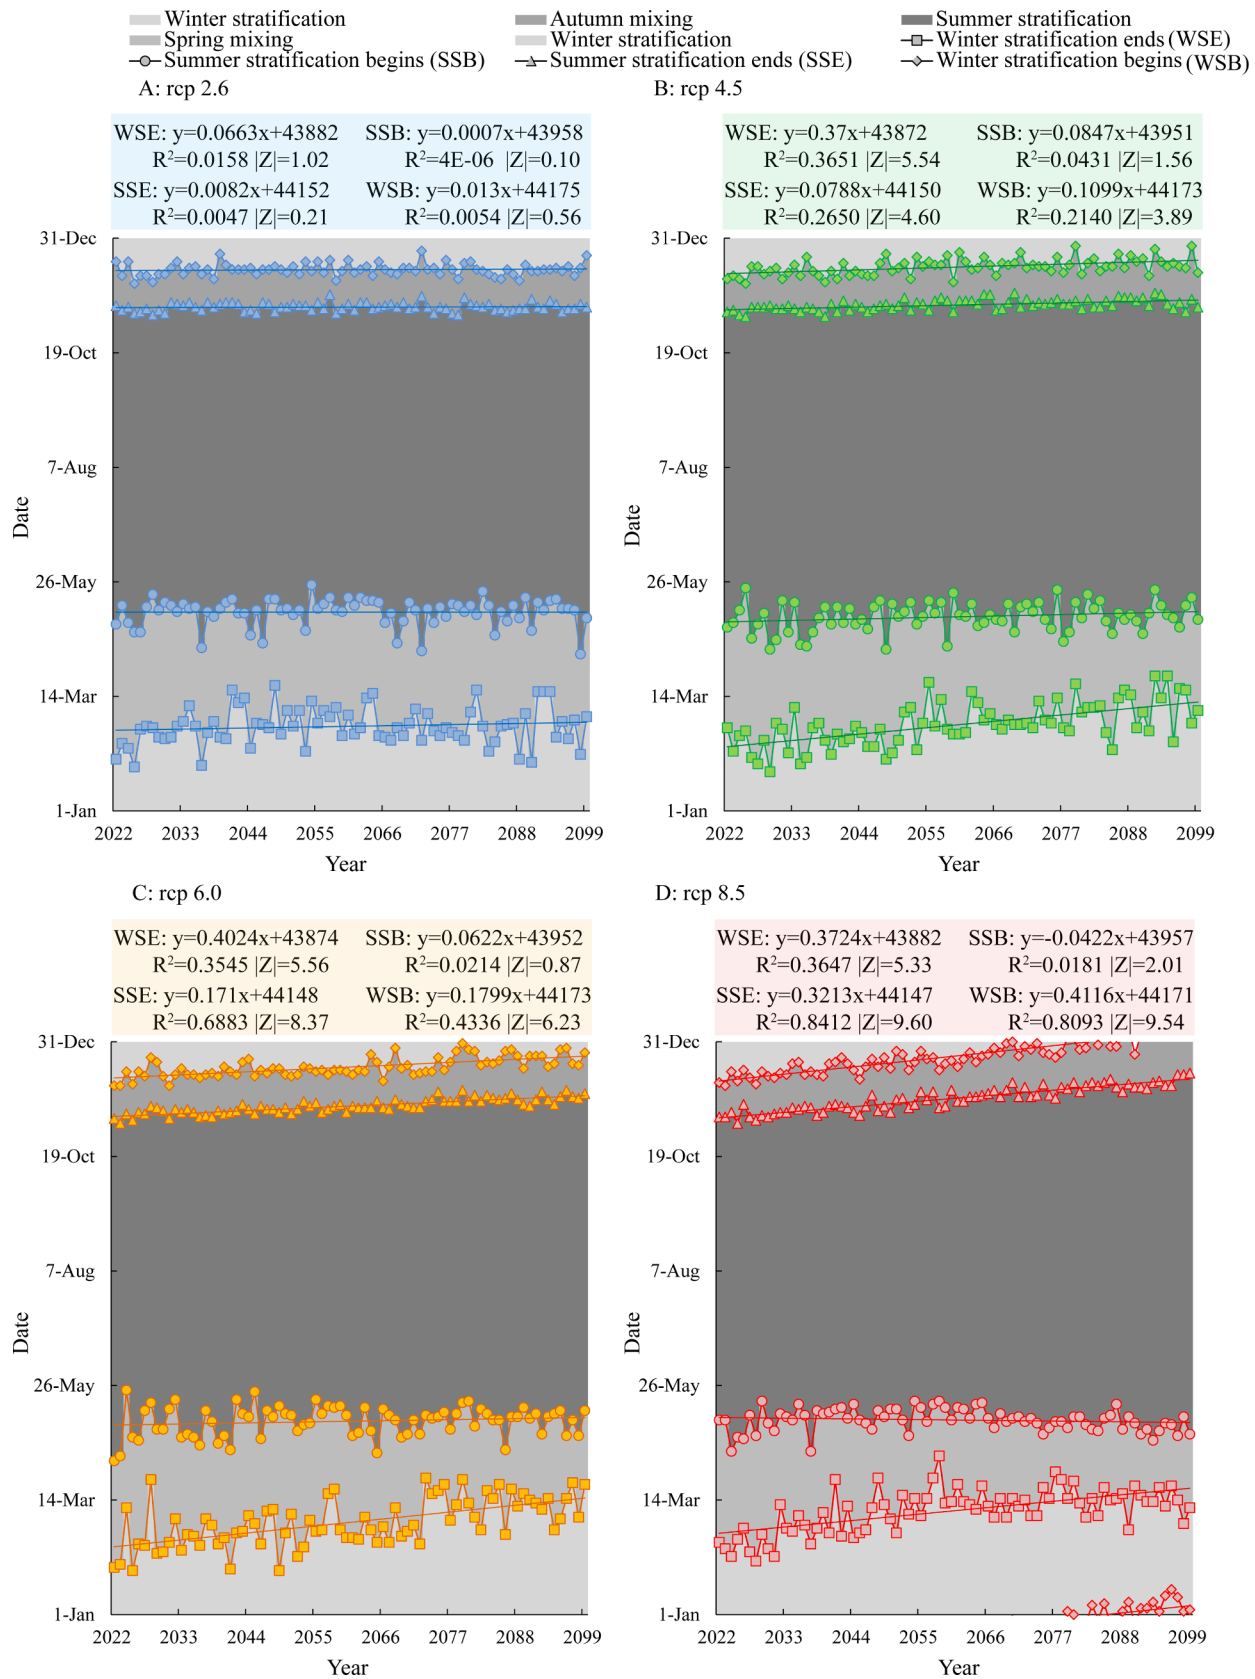 Winter stratification Autumn mixing Summer stratification
Spring mixing Winter stratification Winter stratification ends (WSE)
Summer stratification begins (SSB) Summer stratification ends (SSE) Winter stratification begins (WSB)
A: rcp 2.6
WSE: y=0.0663x+43882 SSB: y=0.0007x+43958
R²=0.0158 |Z|=1.02 R²=4E-06 |Z|=0.10
SSE: y=0.0082x+44152 WSB: y=0.013x+44175
R²=0.0047 |Z|=0.21 R²=0.0054 |Z|=0.56
31-Dec
19-Oct
7-Aug
26-May
14-Mar
1-Jan
Date
2022 2033 2044 2055 2066 2077 2088 2099
Year
B: rcp 4.5
WSE: y=0.37x+43872 SSB: y=0.0847x+43951
R²=0.3651 |Z|=5.54 R²=0.0431 |Z|=1.56
SSE: y=0.0788x+44150 WSB: y=0.1099x+44173
R²=0.2650 |Z|=4.60 R²=0.2140 |Z|=3.89
31-Dec
19-Oct
7-Aug
26-May
14-Mar
1-Jan
Date
2022 2033 2044 2055 2066 2077 2088 2099
Year
C: rcp 6.0
WSE: y=0.4024x+43874 SSB: y=0.0622x+43952
R²=0.3545 |Z|=5.56 R²=0.0214 |Z|=0.87
SSE: y=0.171x+44148 WSB: y=0.1799x+44173
R²=0.6883 |Z|=8.37 R²=0.4336 |Z|=6.23
31-Dec
19-Oct
7-Aug
26-May
14-Mar
1-Jan
Date
2022 2033 2044 2055 2066 2077 2088 2099
Year
D: rcp 8.5
WSE: y=0.3724x+43882 SSB: y=-0.0422x+43957
R²=0.3647 |Z|=5.33 R²=0.0181 |Z|=2.01
SSE: y=0.3213x+44147 WSB: y=0.4116x+44171
R²=0.8412 |Z|=9.60 R²=0.8093 |Z|=9.54
31-Dec
19-Oct
7-Aug
26-May
14-Mar
1-Jan
Date
2022 2033 2044 2055 2066 2077 2088 2099
Year